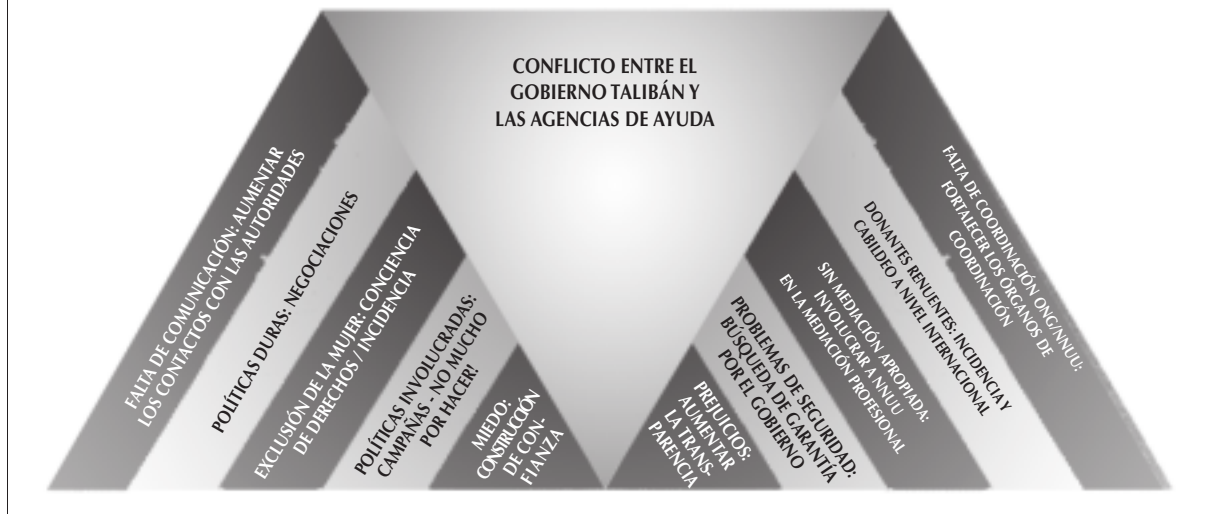 CONFLICTO ENTRE EL
GOBIERNO TALIBÁN Y
LAS AGENCIAS DE AYUDA
FALTA DE COMUNICACIÓN: AUMENTAR
LOS CONTACTOS CON LAS AUTORIDADES
POLÍTICAS DURAS: NEGOCIACIONES
EXCLUSIÓN DE LA MUJER: CONCIENCIA
DE DERECHOS / INCIDENCIA
POLÍTICAS INVOLUCRADAS:
CAMPAÑAS - NO MUCHO
POR HACER!
MIEDO:
CONSTRUCCIÓN
DE CON-
FIANZA
PREJUICIOS:
AUMENTAR
LA TRANS-
PARENCIA
PROBLEMAS DE SEGURIDAD:
BÚSQUEDA DE GARANTÍA
POR EL GOBIERNO
SIN MEDIACIÓN APROPIADA:
INVOLUCRAR A NNUU
EN LA MEDIACIÓN PROFESIONAL
DONANTES RENUENTES: INCIDENCIA Y
CABILDEO A NIVEL INTERNACIONAL
FALTA DE COORDINACIÓN ONG/NNUU:
FORTALECER LOS ÓRGANOS DE
COORDINACIÓN